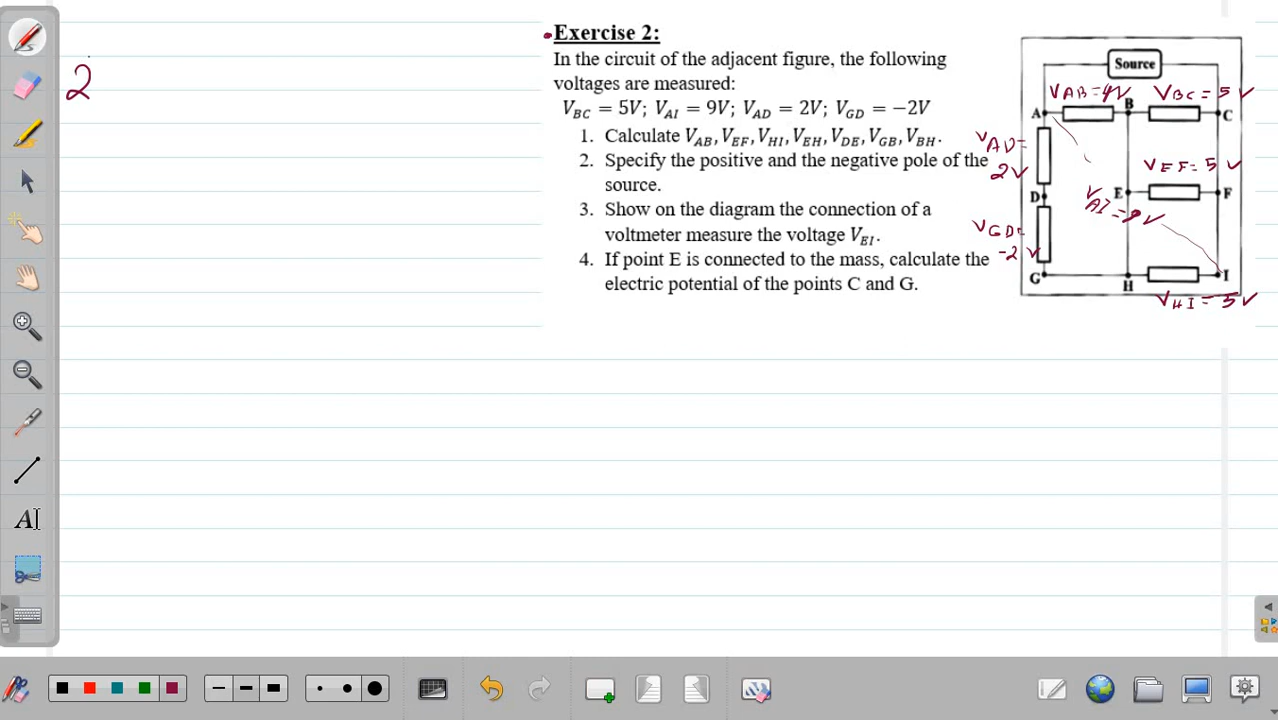 2
Exercise 2:
In the circuit of the adjacent figure, the following
voltages are measured:
V_BC = 5V; V_AI = 9V; V_AD = 2V; V_GD = −2V
1. Calculate V_AB, V_EF, V_HI, V_EH, V_DE, V_GB, V_BH.
2. Specify the positive and the negative pole of the
source.
3. Show on the diagram the connection of a
voltmeter measure the voltage V_EI.
4. If point E is connected to the mass, calculate the
electric potential of the points C and G.
Source
VAB=4V
VBC=5V
A
B
C
VAD=
2V
VEF=5V
D
E
F
VAI=9V
VGD=
-2V
G
H
I
VHI=5V
A